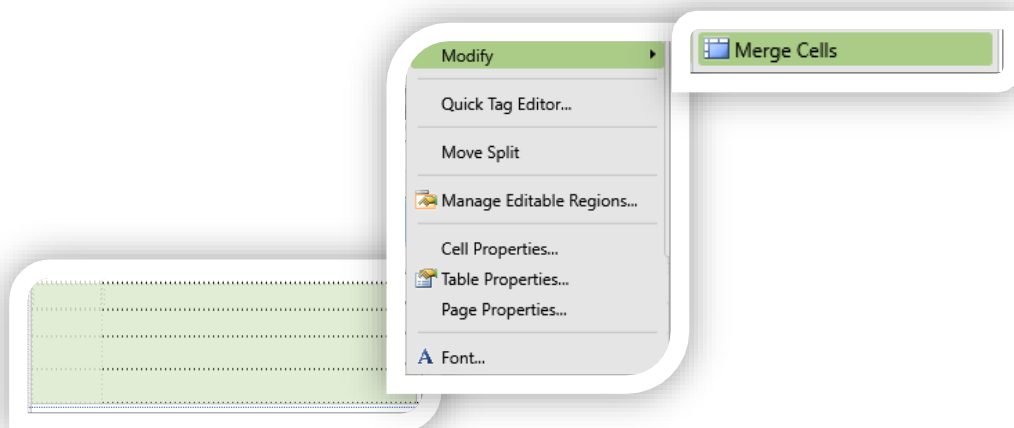 Modify
Merge Cells
Quick Tag Editor...
Move Split
Manage Editable Regions...
Cell Properties...
Table Properties...
Page Properties...
A Font...